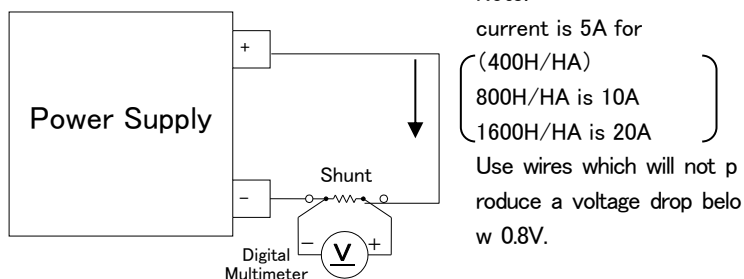 current is 5A for
(400H/HA)
800H/HA is 10A
1600H/HA is 20A
Use wires which will not p
roduce a voltage drop belo
w 0.8V.
+
Power Supply
−
Shunt
− V +
Digital
Multimeter